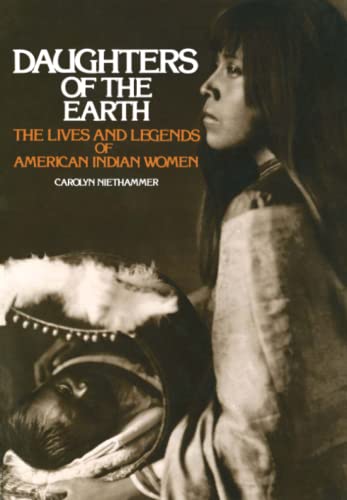 DAUGHTERS
OF THE
EARTH
THE LIVES AND LEGENDS
OF
AMERICAN INDIAN WOMEN
CAROLYN NIETHAMMER